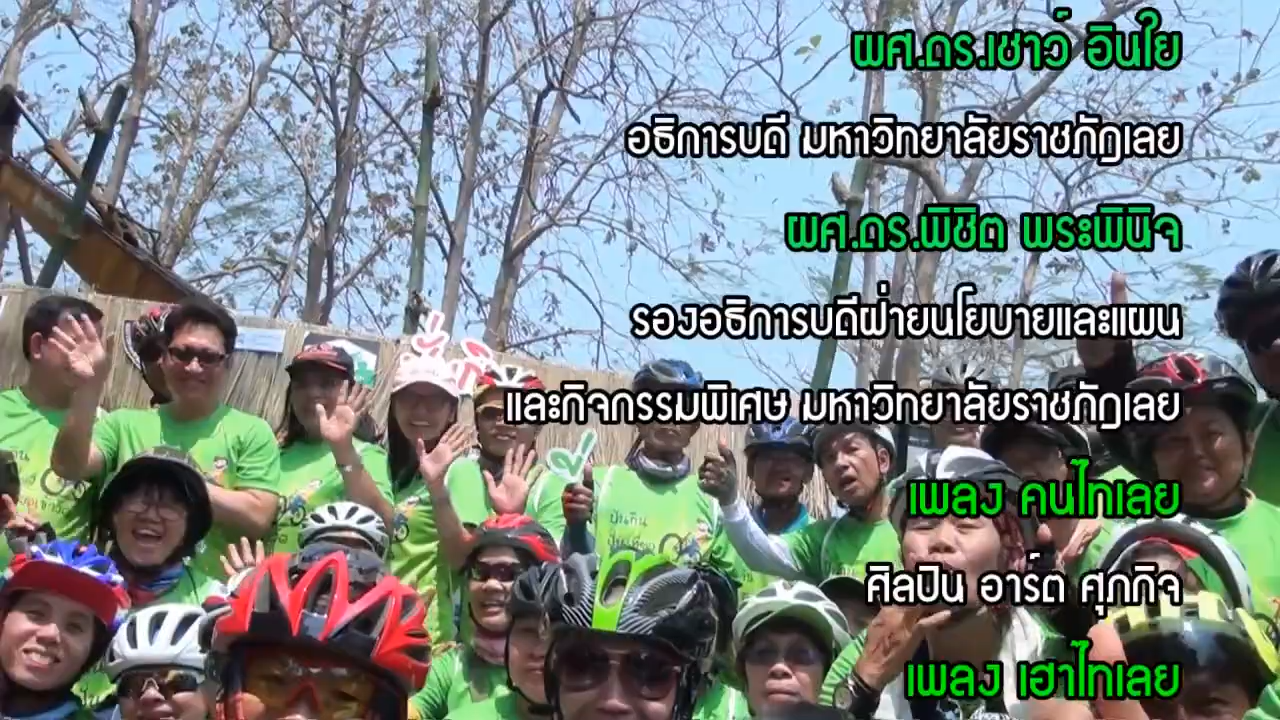 ผศ.ดร.เชาว์ อินใย
อธิการบดี มหาวิทยาลัยราชภัฏเลย
ผศ.ดร.พิชิต พระพินิจ
รองอธิการบดีฝ่ายนโยบายและแผน
และกิจกรรมพิเศษ มหาวิทยาลัยราชภัฏเลย
เพลง คนไทเลย
ศิลปิน อาร์ต ศุภกิจ
เพลง เฮาไทเลย
ปั่นกิน